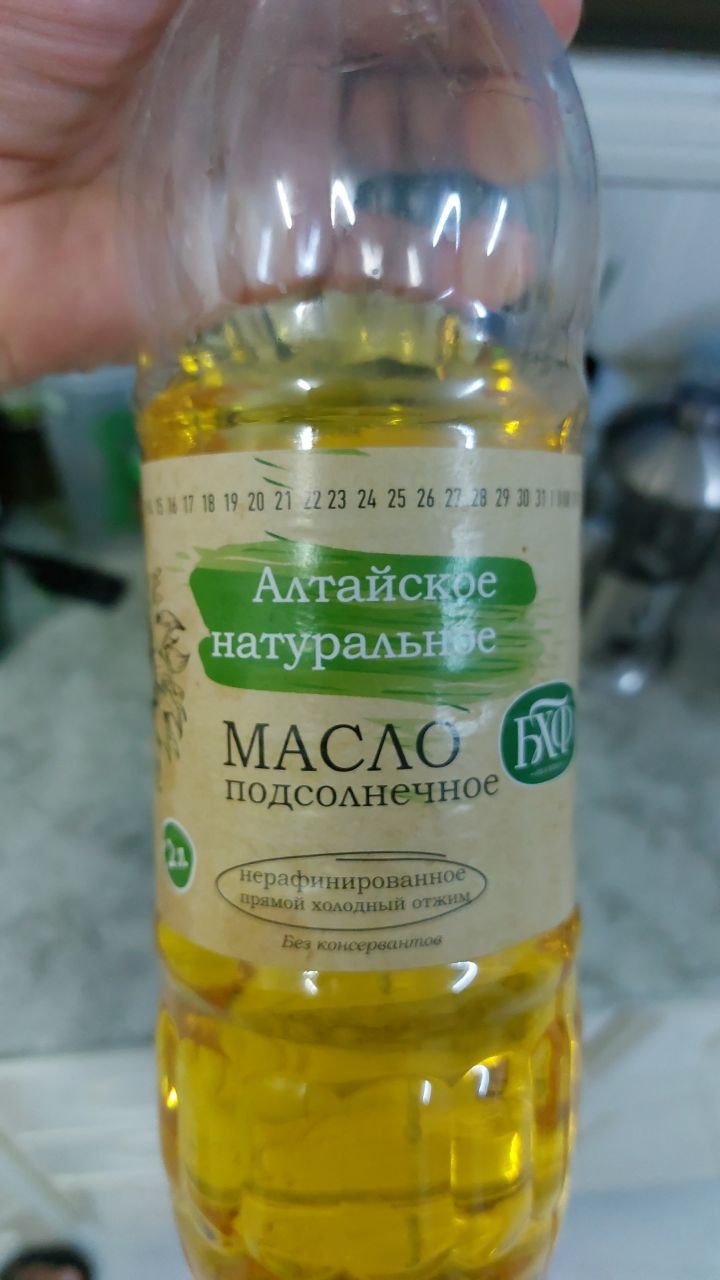 15 16 17 18 19 20 21 22 23 24 25 26 27 28 29 30 31
Алтайское
натуральное
МАСЛО
подсолнечное
БХФ
2л.
нерафинированное
прямой холодный отжим
Без консервантов